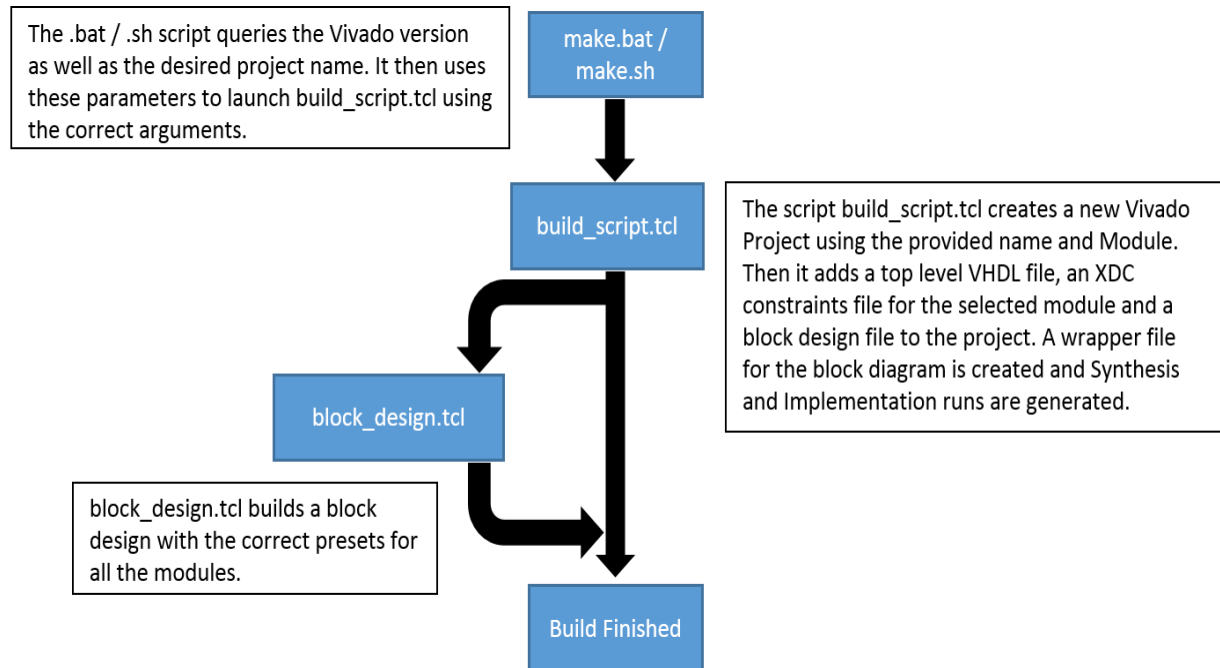 The .bat / .sh script queries the Vivado version
as well as the desired project name. It then uses
these parameters to launch build_script.tcl using
the correct arguments.
make.bat /
make.sh
build_script.tcl
The script build_script.tcl creates a new Vivado
Project using the provided name and Module.
Then it adds a top level VHDL file, an XDC
constraints file for the selected module and a
block design file to the project. A wrapper file
for the block diagram is created and Synthesis
and Implementation runs are generated.
block_design.tcl
block_design.tcl builds a block
design with the correct presets for
all the modules.
Build Finished